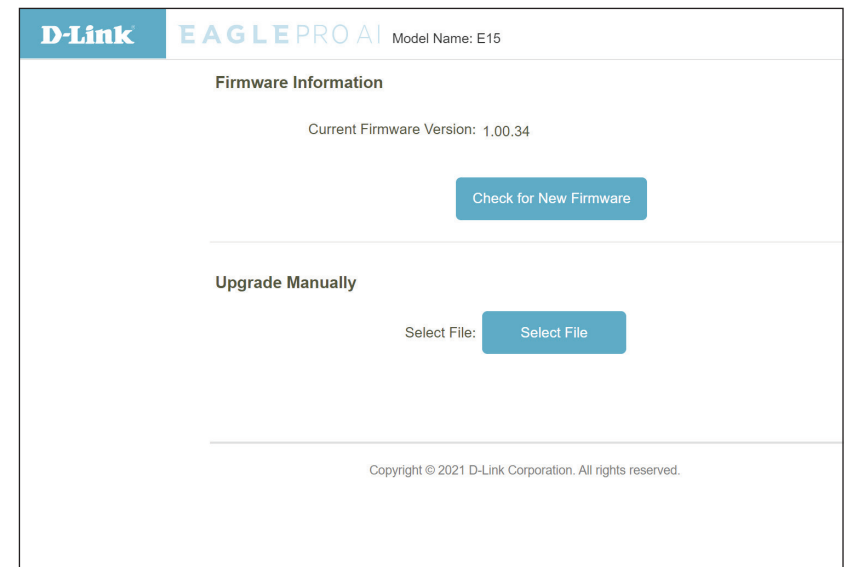 D-Link EAGLE PRO AI Model Name: E15
Firmware Information
Current Firmware Version: 1.00.34
Check for New Firmware
Upgrade Manually
Select File: Select File
Copyright © 2021 D-Link Corporation. All rights reserved.